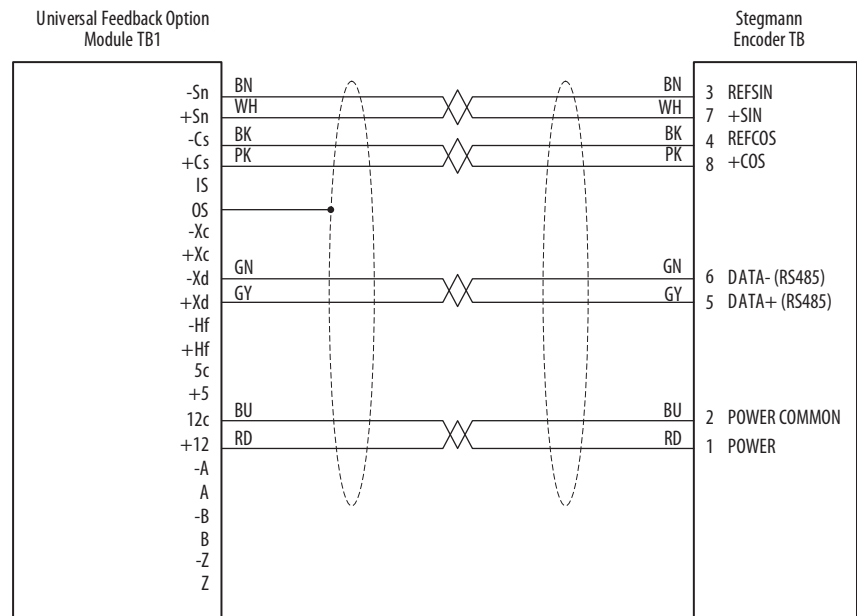 Universal Feedback Option
Module TB1
Stegmann
Encoder TB
-Sn BN BN 3 REFSIN
+Sn WH WH 7 +SIN
-Cs BK BK 4 REFCOS
+Cs PK PK 8 +COS
IS
OS
-Xc
+Xc
-Xd GN GN 6 DATA- (RS485)
+Xd GY GY 5 DATA+ (RS485)
-Hf
+Hf
5c
+5
12c BU BU 2 POWER COMMON
+12 RD RD 1 POWER
-A
A
-B
B
-Z
Z